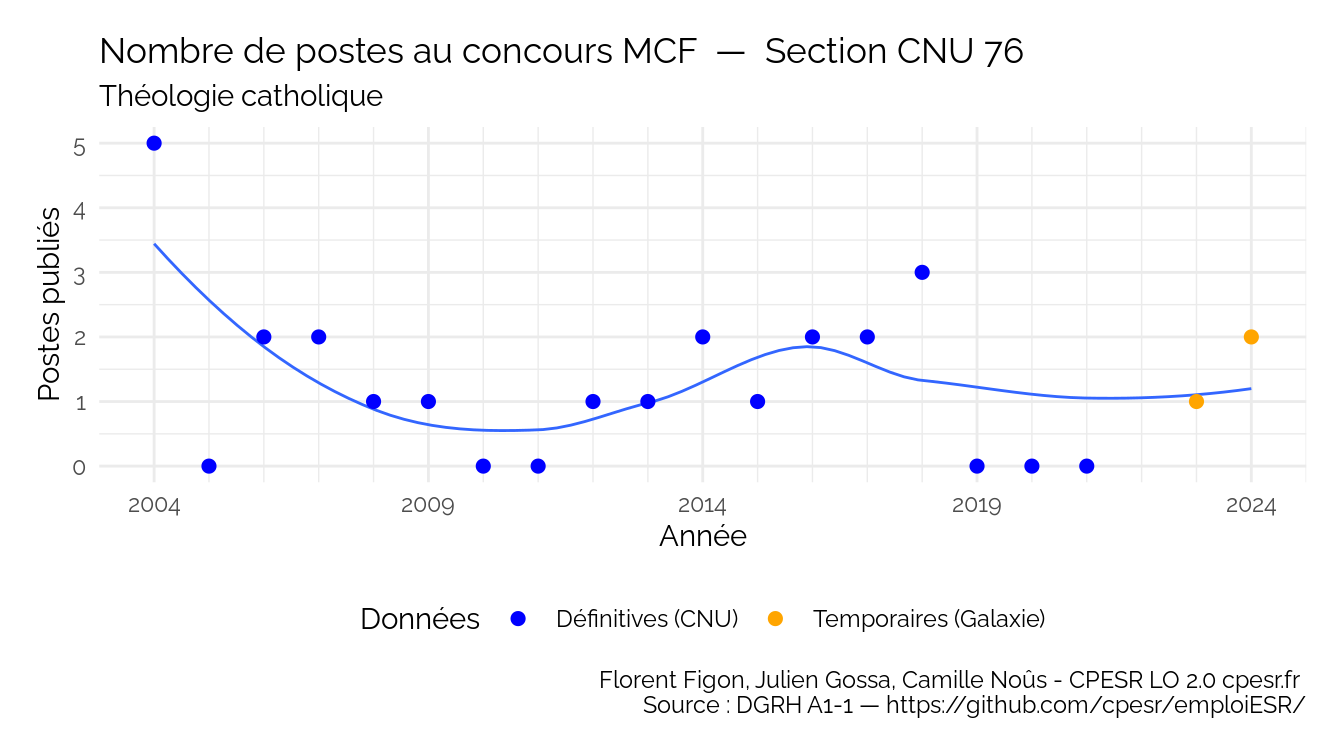 Nombre de postes au concours MCF — Section CNU 76
Théologie catholique
Postes publiés
5
4
3
2
1
0
2004 2009 2014 2019 2024
Année
Données Définitives (CNU) Temporaires (Galaxie)
Florent Figon, Julien Gossa, Camille Noûs - CPESR LO 2.0 cpesr.fr
Source : DGRH A1-1 — https://github.com/cpesr/emploiESR/